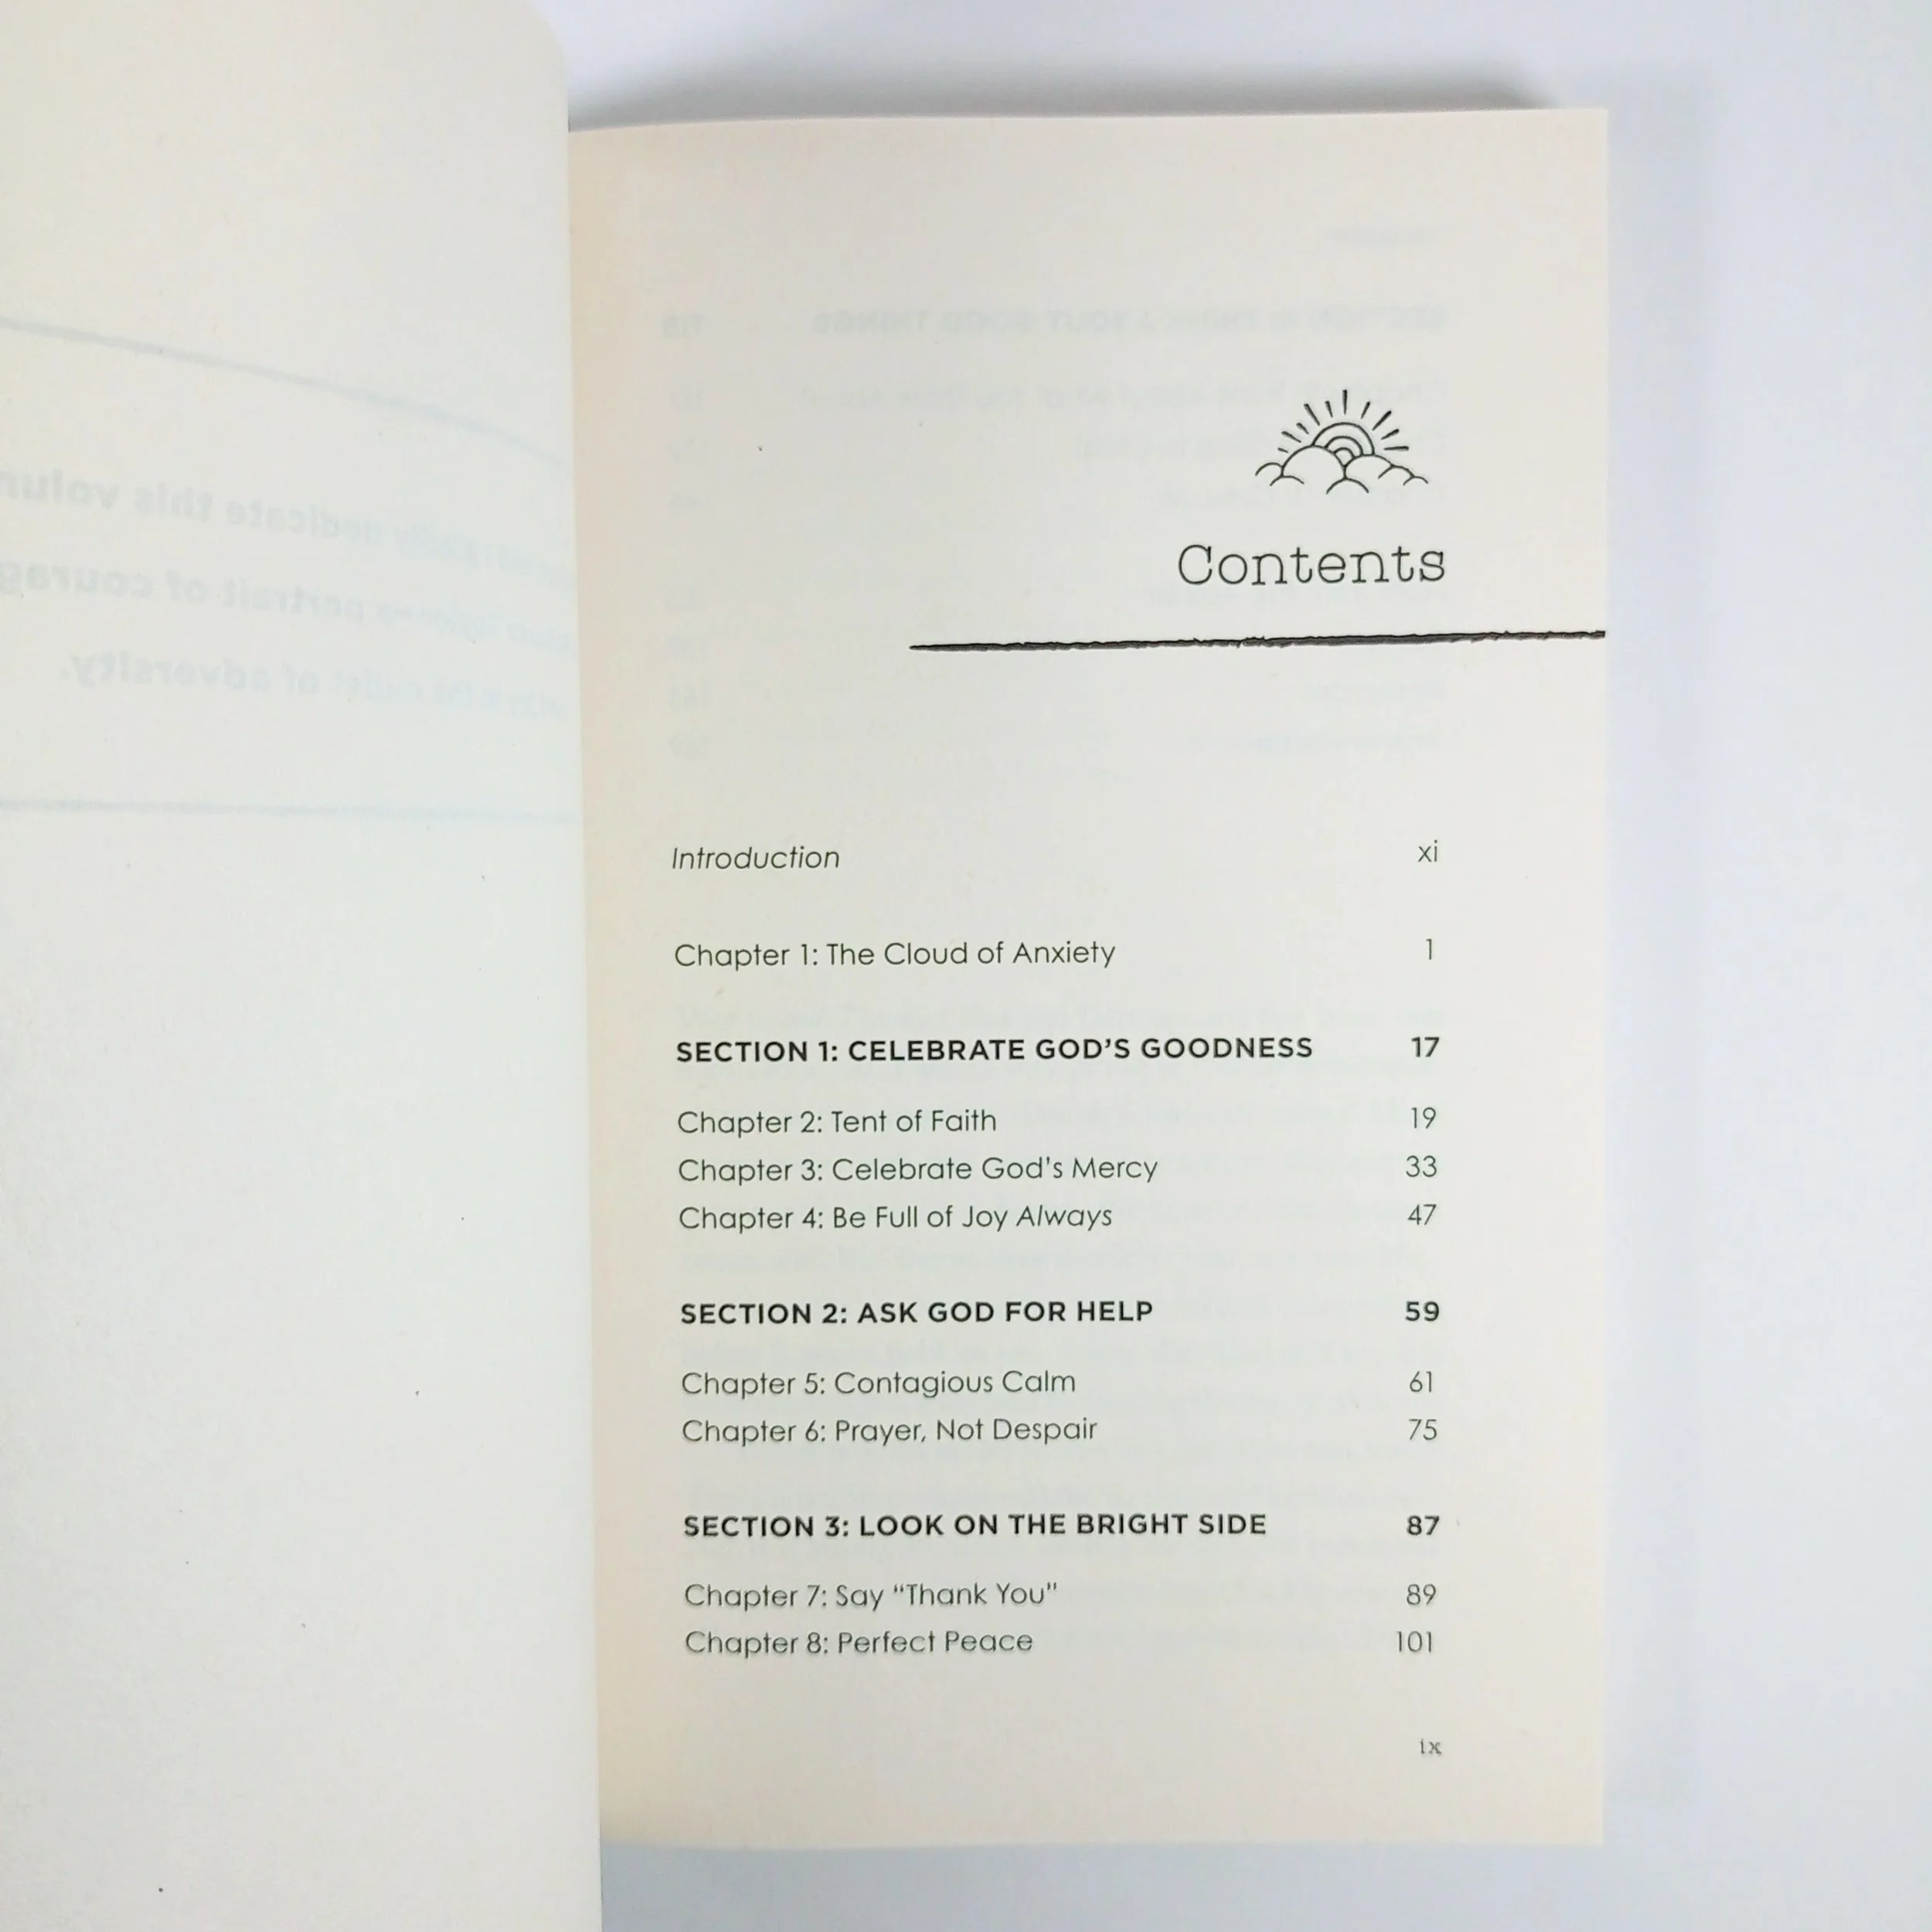 Contents
Introduction xi
Chapter 1: The Cloud of Anxiety 1
SECTION 1: CELEBRATE GOD'S GOODNESS 17
Chapter 2: Tent of Faith 19
Chapter 3: Celebrate God's Mercy 33
Chapter 4: Be Full of Joy Always 47
SECTION 2: ASK GOD FOR HELP 59
Chapter 5: Contagious Calm 61
Chapter 6: Prayer, Not Despair 75
SECTION 3: LOOK ON THE BRIGHT SIDE 87
Chapter 7: Say "Thank You" 89
Chapter 8: Perfect Peace 101
ix